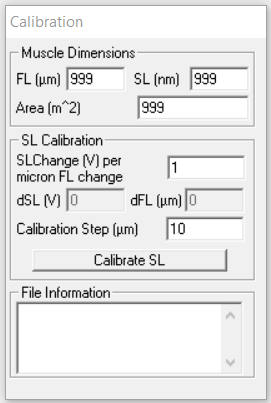 Calibration
Muscle Dimensions
FL (µm) 999 SL (nm) 999
Area (m^2) 999
SL Calibration
SLChange (V) per
micron FL change 1
dSL (V) 0 dFL (µm) 0
Calibration Step (µm) 10
Calibrate SL
File Information